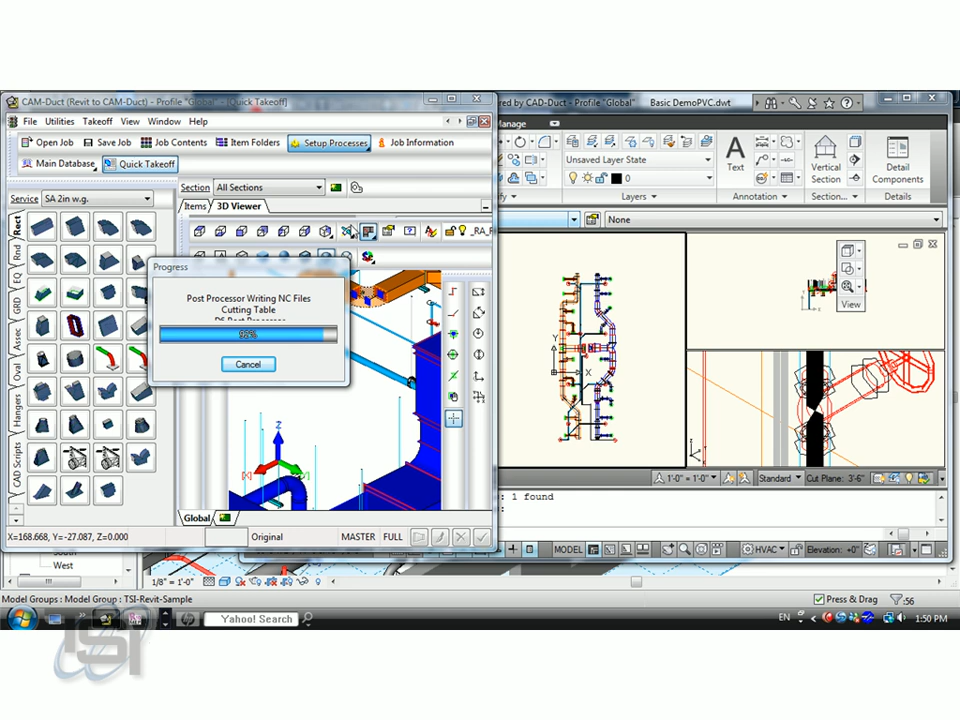 CAM-Duct (Revit to CAM-Duct) - Profile "Global" - [Quick Takeoff]
red by CAD-Duct - Profile "Global" Basic DemoPVC.dwt
File Utilities Takeoff View Window Help
Manage
Open Job Save Job Job Contents Item Folders Setup Processes Job Information
Main Database Quick Takeoff
Unsaved Layer State
0
Text
Vertical Section
Detail Components
Layers Annotation Section... Details
Section All Sections
Service SA 2in w.g.
Items 3D Viewer
None
_RA_
Rect
Rnd
EQ
GRD
Assec
Oval
Hangers
CAD Scripts
Progress
Post Processor Writing NC Files
Cutting Table
92%
Cancel
View
Y
X
Z
Global
1'-0" = 1'-0" Standard Cut Plane: 3'-6"
: 1 found
:
X=168.668, Y=-27.087, Z=0.000
Original MASTER FULL
MODEL HVAC Elevation: +0"
South
West
1/8" = 1'-0"
Model Groups : Model Group : TSI-Revit-Sample
Press & Drag :56
Yahoo! Search
EN 1:50 PM
TSI